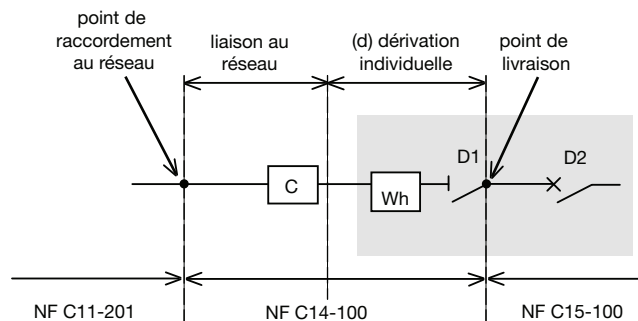 point de
raccordement
au réseau
liaison au
réseau
(d) dérivation
individuelle
point de
livraison
D1
D2
C
Wh
NF C11-201
NF C14-100
NF C15-100